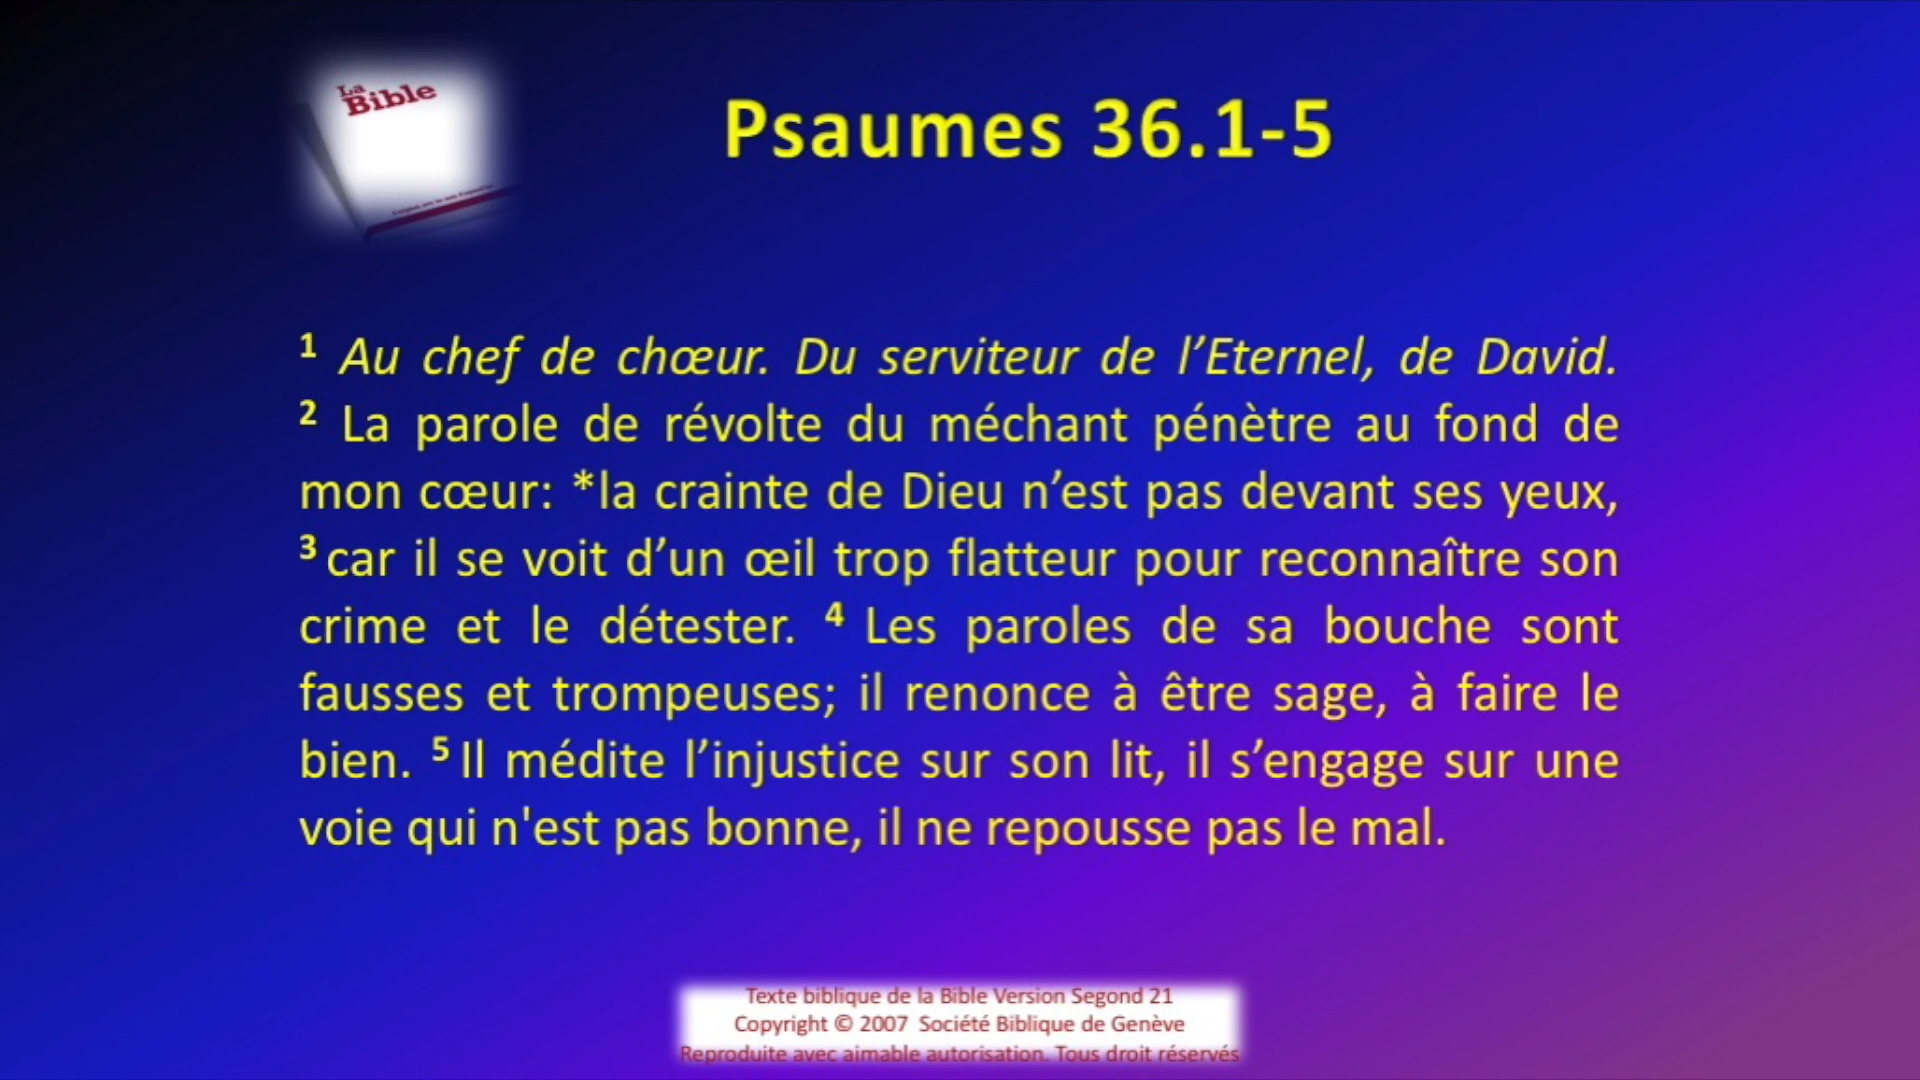 La
Bible
Psaumes 36.1-5
1 Au chef de chœur. Du serviteur de l’Eternel, de David.
2 La parole de révolte du méchant pénètre au fond de
mon cœur: *la crainte de Dieu n’est pas devant ses yeux,
3 car il se voit d’un œil trop flatteur pour reconnaître son
crime et le détester. 4 Les paroles de sa bouche sont
fausses et trompeuses; il renonce à être sage, à faire le
bien. 5 Il médite l’injustice sur son lit, il s’engage sur une
voie qui n'est pas bonne, il ne repousse pas le mal.
Texte biblique de la Bible Version Segond 21
Copyright © 2007 Société Biblique de Genève
Reproduite avec aimable autorisation. Tous droit réservés